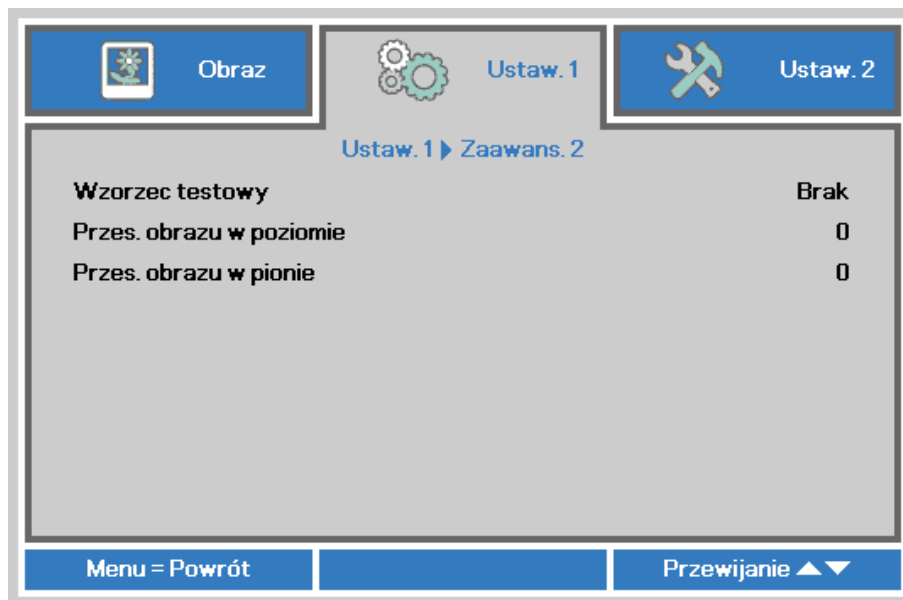 Obraz
Ustaw. 1
Ustaw. 2
Ustaw. 1 ▶ Zaawans. 2
Wzorzec testowy Brak
Przes. obrazu w poziomie 0
Przes. obrazu w pionie 0
Menu = Powrót
Przewijanie ▲▼